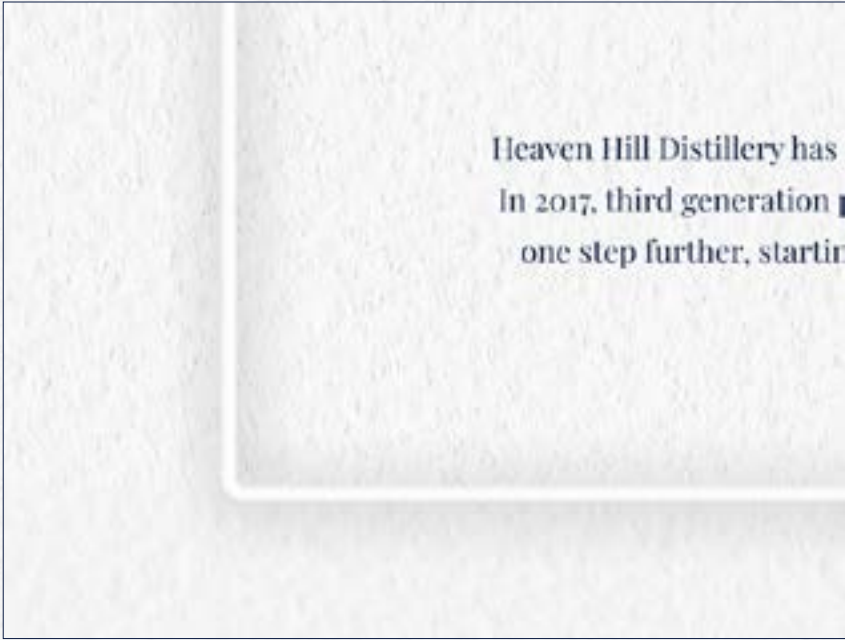 Heaven Hill Distillery has
In 2017, third generation
one step further,